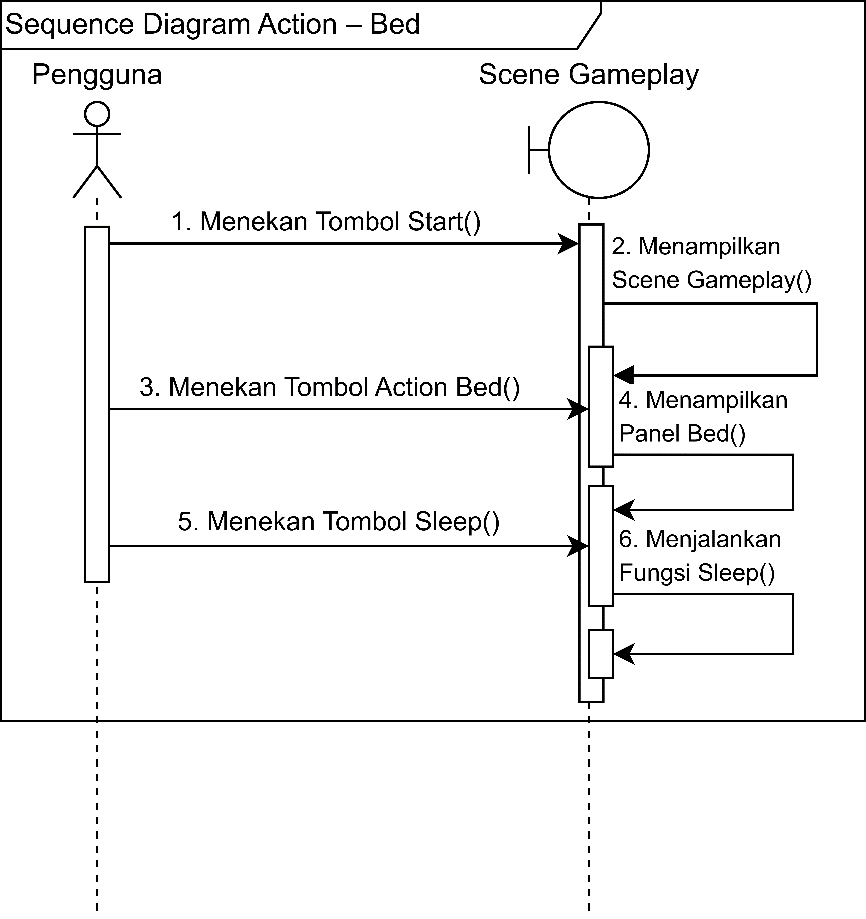 Sequence Diagram Action – Bed
Pengguna
Scene Gameplay
1. Menekan Tombol Start()
2. Menampilkan
Scene Gameplay()
3. Menekan Tombol Action Bed()
4. Menampilkan
Panel Bed()
5. Menekan Tombol Sleep()
6. Menjalankan
Fungsi Sleep()